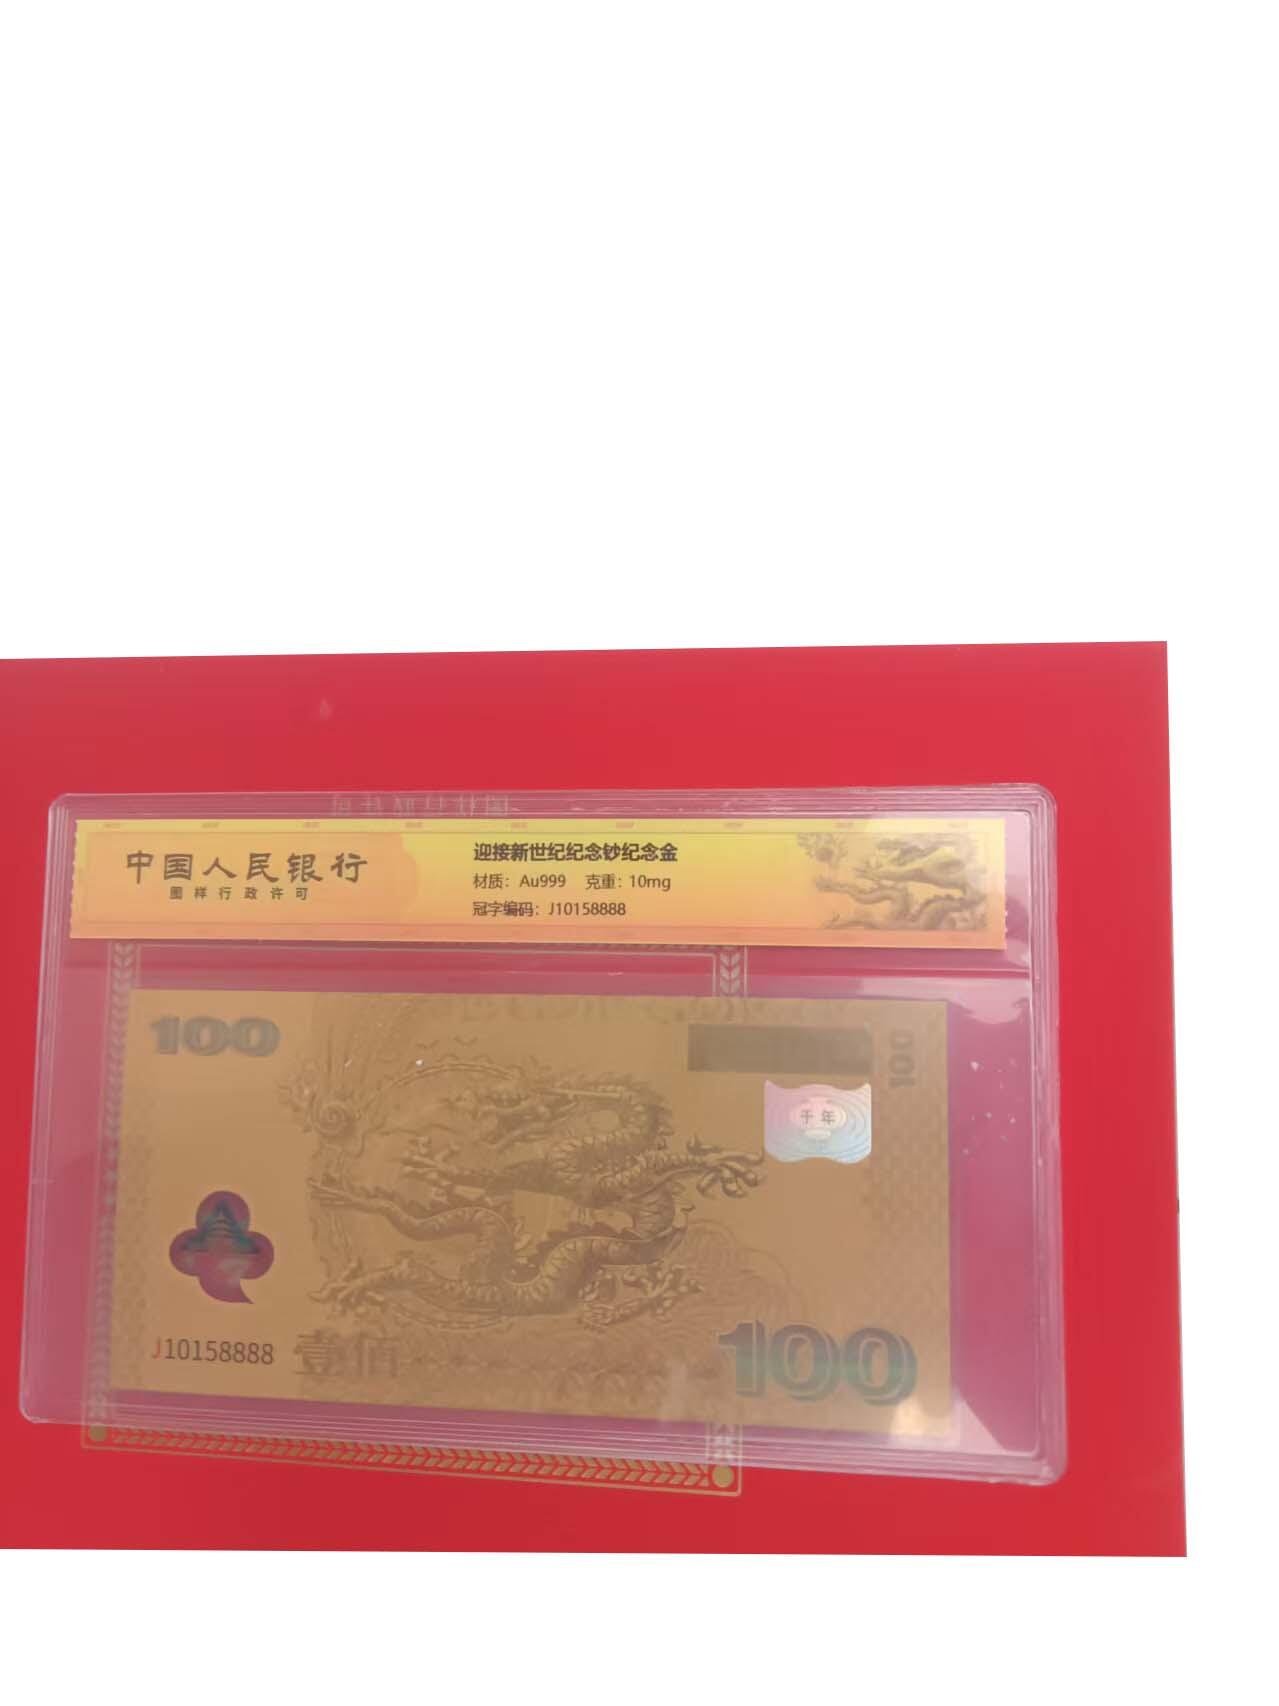 中国人民银行
图样行政许可
迎接新世纪纪念钞纪念金
材质：Au999 克重：10mg
冠字编码：J10158888
100
100
千年
J10158888 壹佰
100